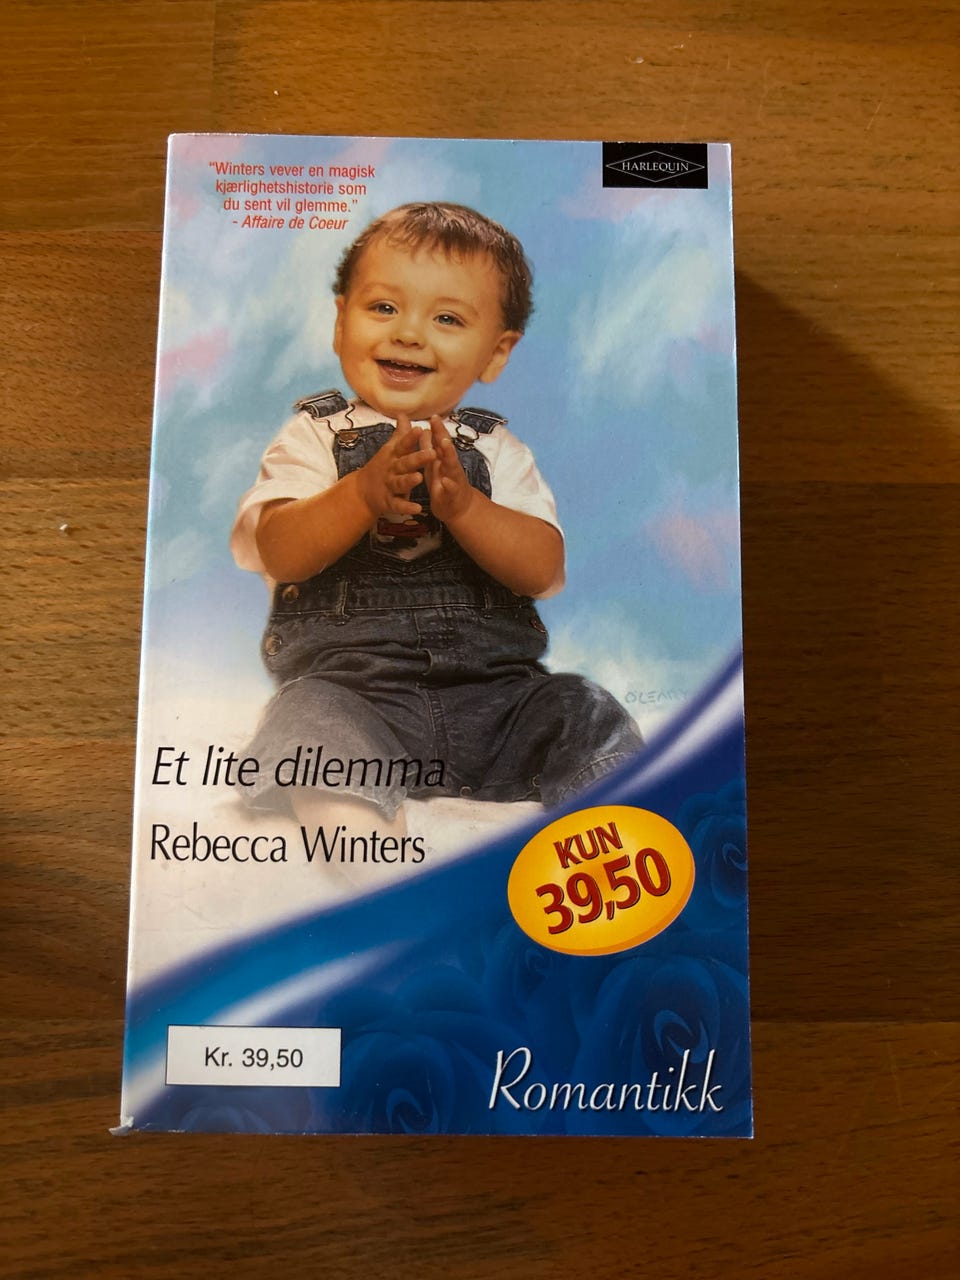 "Winters vever en magisk
kjærlighetshistorie som
du sent vil glemme."
- Affaire de Coeur
HARLEQUIN
O'LEARY
Et lite dilemma
Rebecca Winters
KUN
39,50
Kr. 39,50
Romantikk